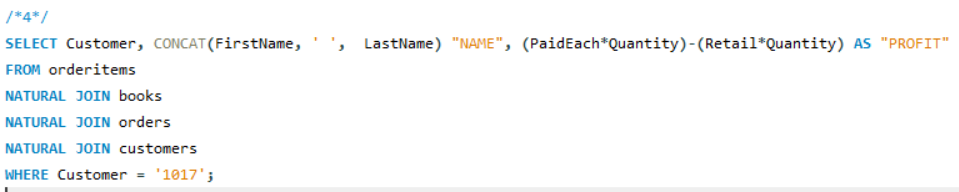 /*4*/
SELECT Customer, CONCAT(FirstName, ' ',  LastName) "NAME", (PaidEach*Quantity)-(Retail*Quantity) AS "PROFIT"
FROM orderitems
NATURAL JOIN books
NATURAL JOIN orders
NATURAL JOIN customers
WHERE Customer = '1017';